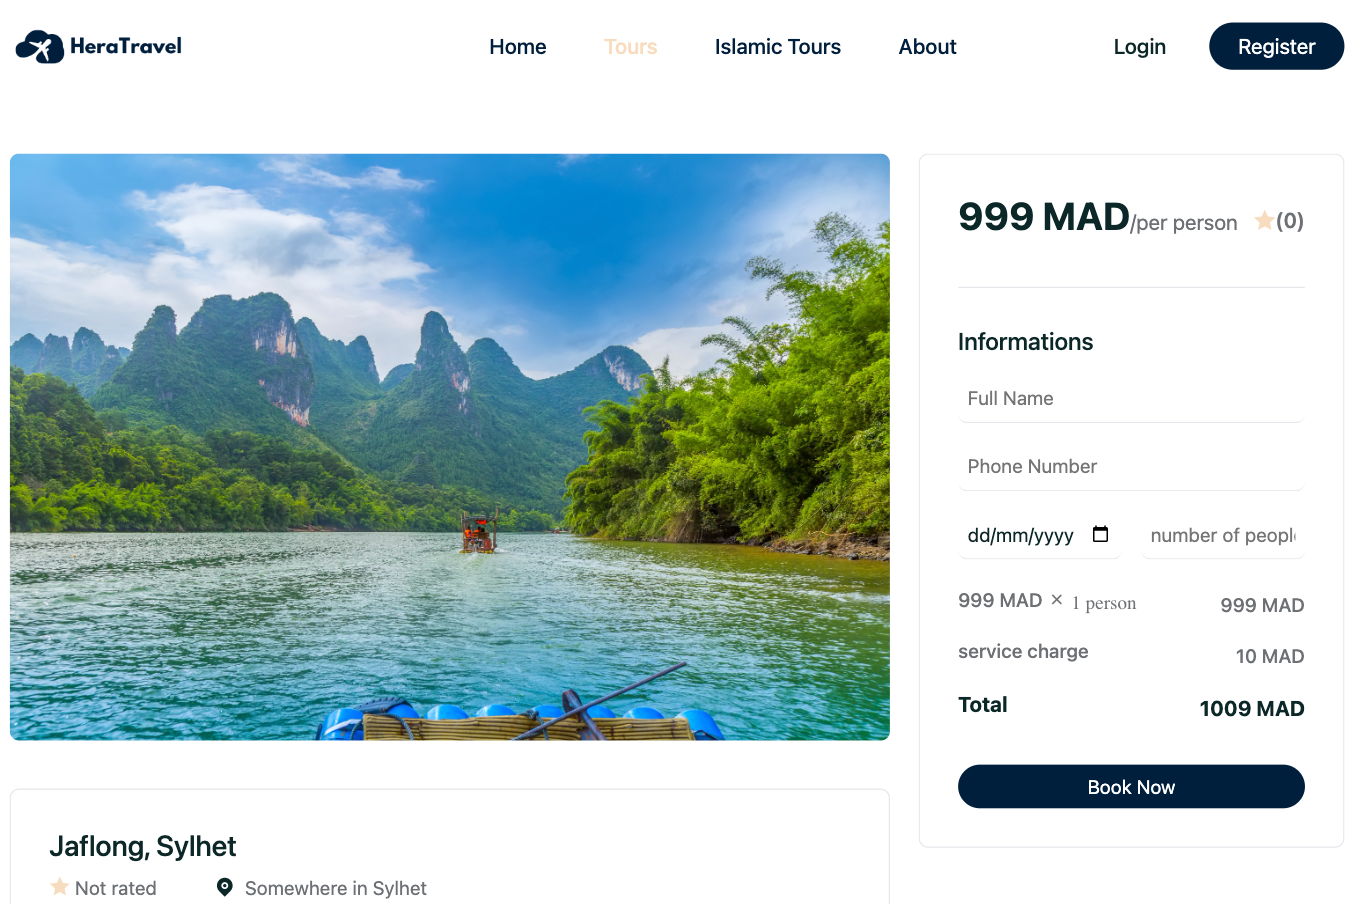 HeraTravel
Home Tours Islamic Tours About Login Register
999 MAD/per person (0)
Informations
Full Name
Phone Number
dd/mm/yyyy number of peopl
999 MAD × 1 person 999 MAD
service charge 10 MAD
Total 1009 MAD
Book Now
Jaflong, Sylhet
Not rated Somewhere in Sylhet